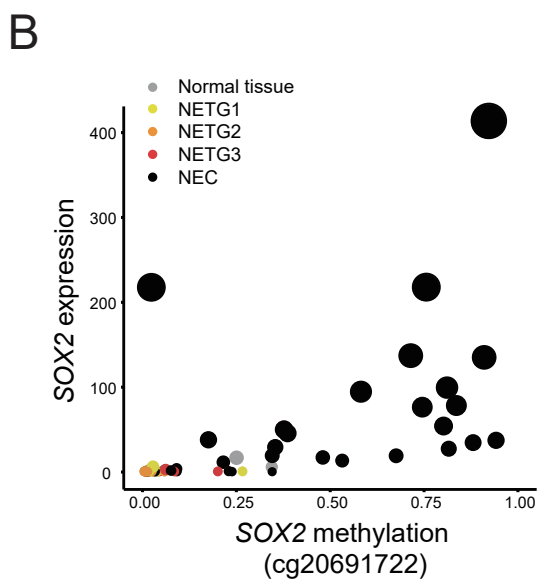 B
Normal tissue
NETG1
NETG2
NETG3
NEC
SOX2 expression
400
300
200
100
0
0.00 0.25 0.50 0.75 1.00
SOX2 methylation
(cg20691722)